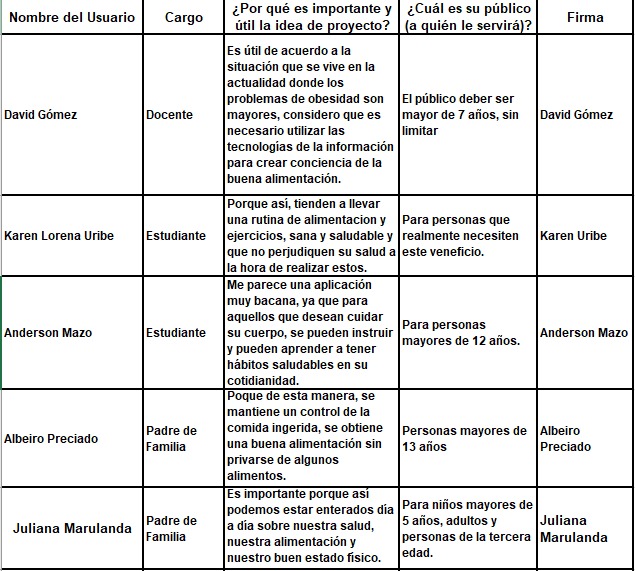 Nombre del Usuario
Cargo
¿Por qué es importante y
útil la idea de proyecto?
¿Cuál es su público
(a quién le servirá)?
Firma
David Gómez
Docente
Es útil de acuerdo a la
situación que se vive en la
actualidad donde los
problemas de obesidad son
mayores, considero que es
necesario utilizar las
tecnologías de la información
para crear conciencia de la
buena alimentación.
El público deber ser
mayor de 7 años, sin
limitar
David Gómez
Karen Lorena Uribe
Estudiante
Porque así, tienden a llevar
una rutina de alimentacion y
ejercicios, sana y saludable y
que no perjudiquen su salud a
la hora de realizar estos.
Para personas que
realmente necesiten
este veneficio.
Karen Uribe
Anderson Mazo
Estudiante
Me parece una aplicación
muy bacana, ya que para
aquellos que desean cuidar
su cuerpo, se pueden instruir
y pueden aprender a tener
hábitos saludables en su
cotidianidad.
Para personas
mayores de 12 años.
Anderson Mazo
Albeiro Preciado
Padre de
Familia
Poque de esta manera, se
mantiene un control de la
comida ingerida, se obtiene
una buena alimentación sin
privarse de algunos
alimentos.
Personas mayores de
13 años
Albeiro
Preciado
Juliana Marulanda
Padre de
Familia
Es importante porque así
podemos estar enterados día
a día sobre nuestra salud,
nuestra alimentación y
nuestro buen estado físico.
Para niños mayores de
5 años, adultos y
personas de la tercera
edad.
Juliana
Marulanda